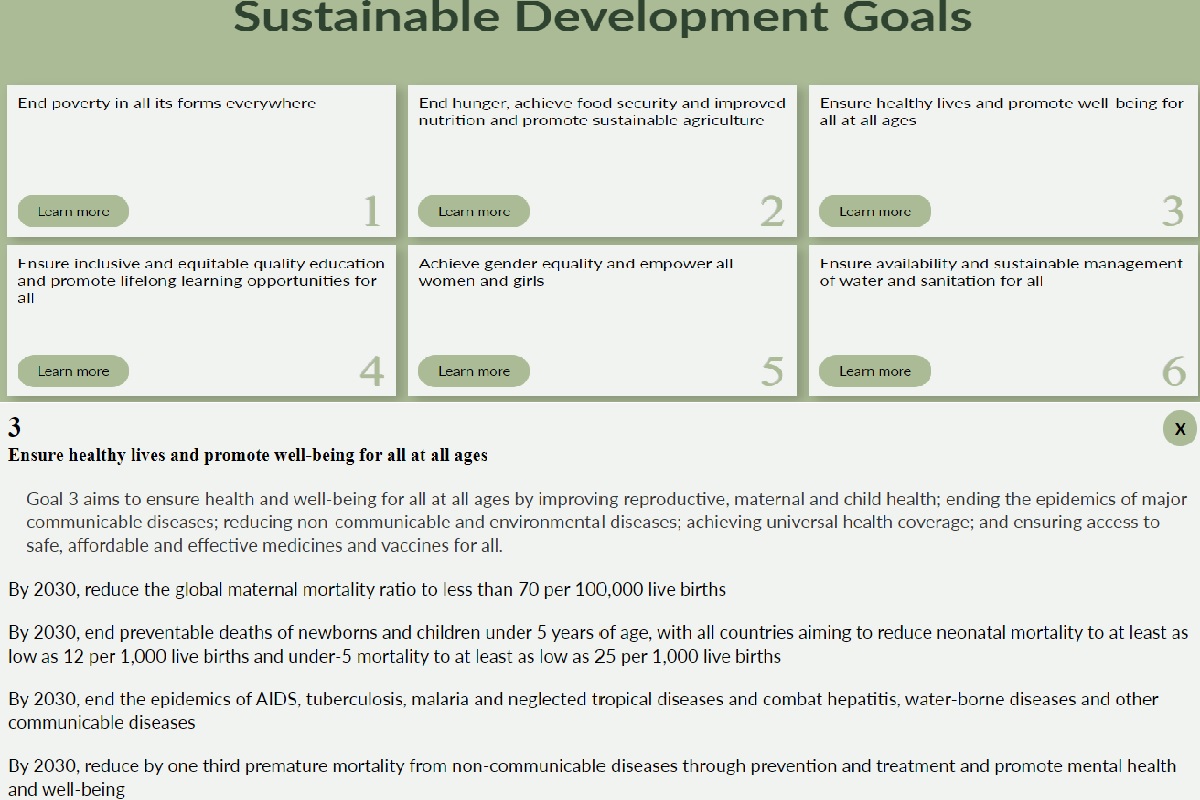 Sustainable Development Goals
End poverty in all its forms everywhere
Learn more
1
End hunger, achieve food security and improved
nutrition and promote sustainable agriculture
Learn more
2
Ensure healthy lives and promote well-being for
all at all ages
Learn more
3
Ensure inclusive and equitable quality education
and promote lifelong learning opportunities for
all
Learn more
4
Achieve gender equality and empower all
women and girls
Learn more
5
Ensure availability and sustainable management
of water and sanitation for all
Learn more
6
3
X
Ensure healthy lives and promote well-being for all at all ages
Goal 3 aims to ensure health and well-being for all at all ages by improving reproductive, maternal and child health; ending the epidemics of major
communicable diseases; reducing non-communicable and environmental diseases; achieving universal health coverage; and ensuring access to
safe, affordable and effective medicines and vaccines for all.
By 2030, reduce the global maternal mortality ratio to less than 70 per 100,000 live births
By 2030, end preventable deaths of newborns and children under 5 years of age, with all countries aiming to reduce neonatal mortality to at least as
low as 12 per 1,000 live births and under-5 mortality to at least as low as 25 per 1,000 live births
By 2030, end the epidemics of AIDS, tuberculosis, malaria and neglected tropical diseases and combat hepatitis, water-borne diseases and other
communicable diseases
By 2030, reduce by one third premature mortality from non-communicable diseases through prevention and treatment and promote mental health
and well-being